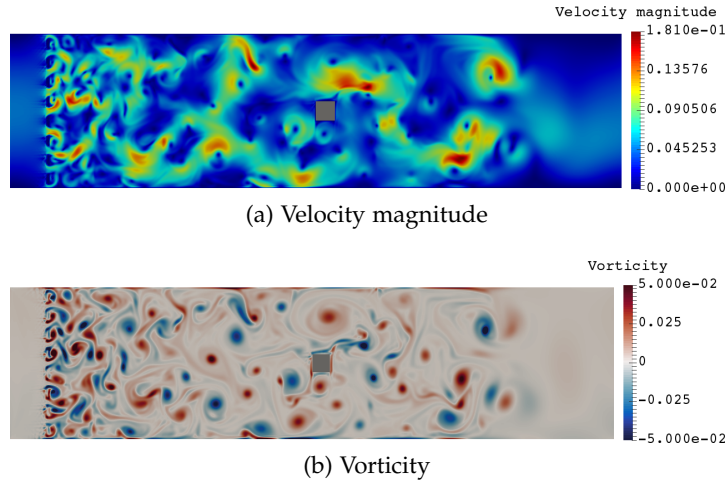 Velocity magnitude
1.810e-01
0.13576
0.090506
0.045253
0.000e+00
(a) Velocity magnitude
Vorticity
5.000e-02
0.025
0
-0.025
-5.000e-02
(b) Vorticity